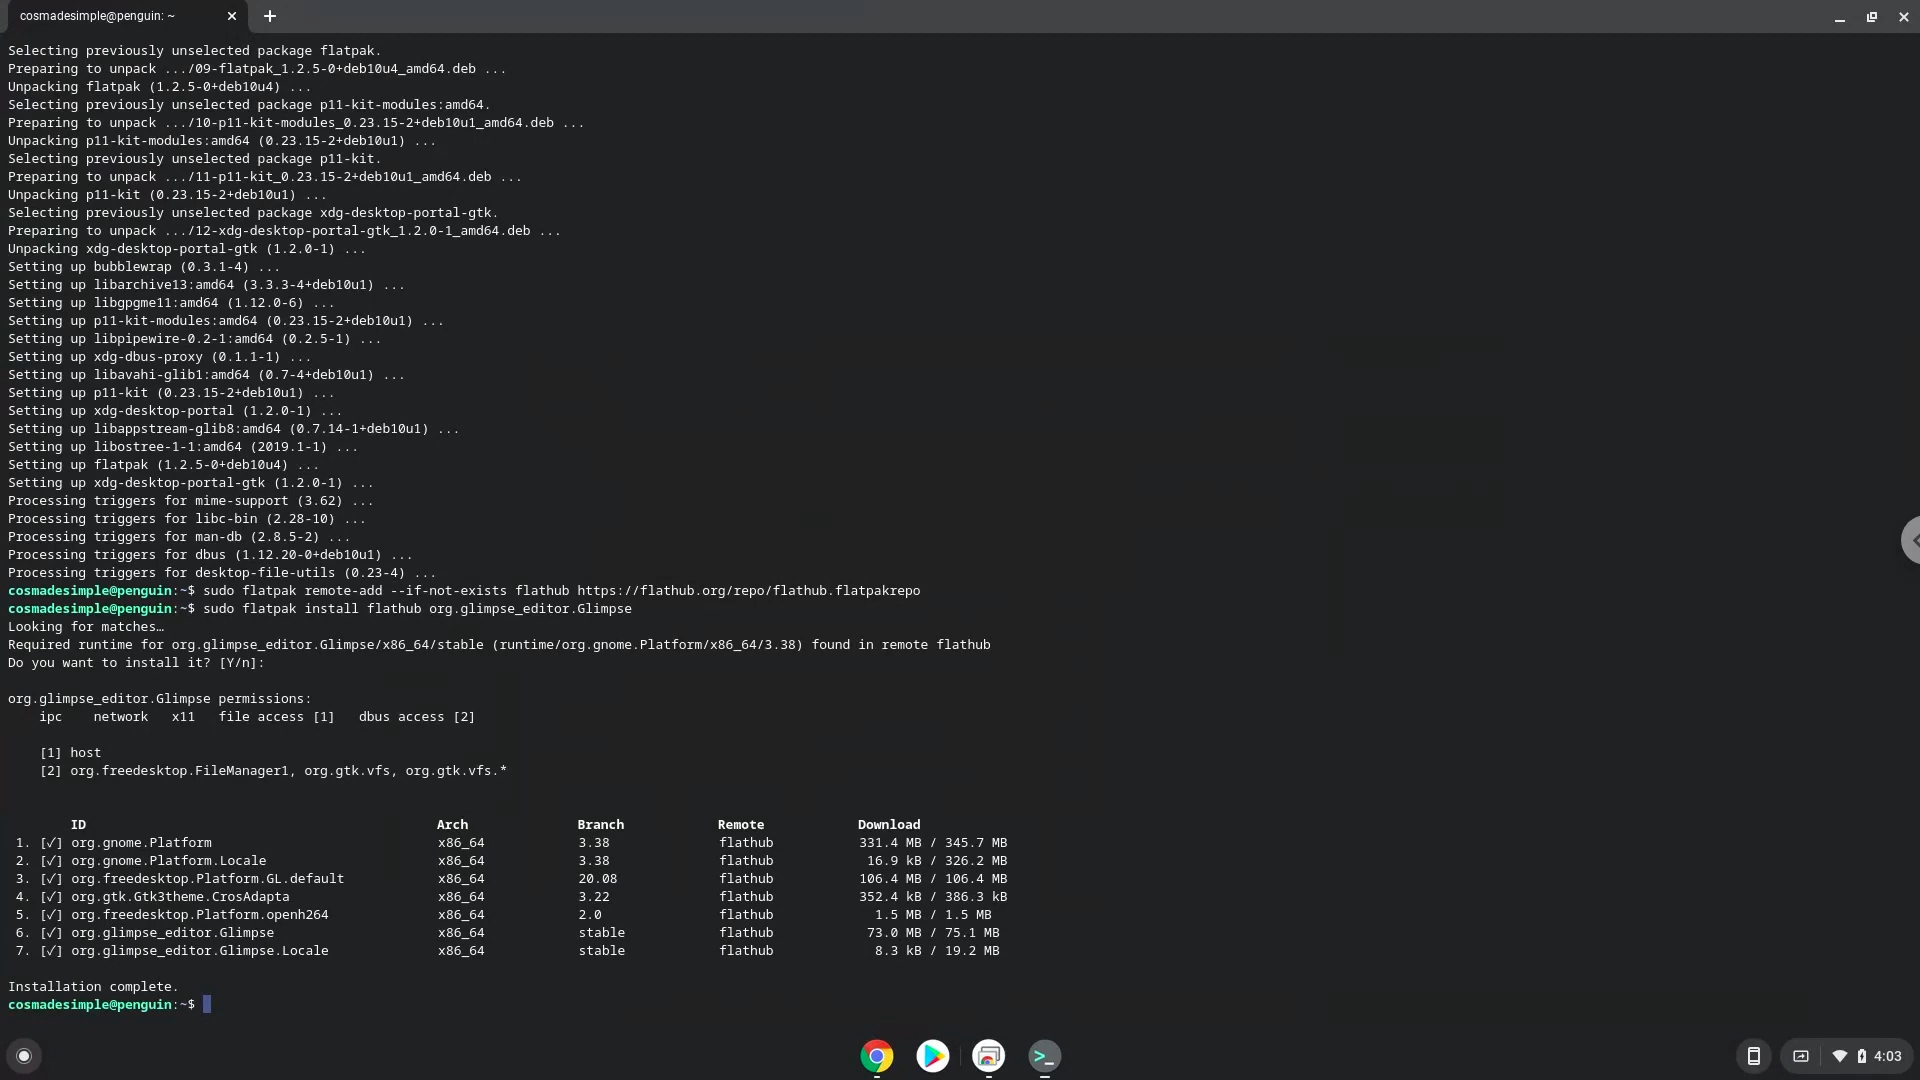 cosmadesimple@penguin: ~
Selecting previously unselected package flatpak.
Preparing to unpack .../09-flatpak_1.2.5-0+deb10u4_amd64.deb ...
Unpacking flatpak (1.2.5-0+deb10u4) ...
Selecting previously unselected package p11-kit-modules:amd64.
Preparing to unpack .../10-p11-kit-modules_0.23.15-2+deb10u1_amd64.deb ...
Unpacking p11-kit-modules:amd64 (0.23.15-2+deb10u1) ...
Selecting previously unselected package p11-kit.
Preparing to unpack .../11-p11-kit_0.23.15-2+deb10u1_amd64.deb ...
Unpacking p11-kit (0.23.15-2+deb10u1) ...
Selecting previously unselected package xdg-desktop-portal-gtk.
Preparing to unpack .../12-xdg-desktop-portal-gtk_1.2.0-1_amd64.deb ...
Unpacking xdg-desktop-portal-gtk (1.2.0-1) ...
Setting up bubblewrap (0.3.1-4) ...
Setting up libarchive13:amd64 (3.3.3-4+deb10u1) ...
Setting up libgpgme11:amd64 (1.12.0-6) ...
Setting up p11-kit-modules:amd64 (0.23.15-2+deb10u1) ...
Setting up libpipewire-0.2-1:amd64 (0.2.5-1) ...
Setting up xdg-dbus-proxy (0.1.1-1) ...
Setting up libavahi-glib1:amd64 (0.7-4+deb10u1) ...
Setting up p11-kit (0.23.15-2+deb10u1) ...
Setting up xdg-desktop-portal (1.2.0-1) ...
Setting up libappstream-glib8:amd64 (0.7.14-1+deb10u1) ...
Setting up libostree-1-1:amd64 (2019.1-1) ...
Setting up flatpak (1.2.5-0+deb10u4) ...
Setting up xdg-desktop-portal-gtk (1.2.0-1) ...
Processing triggers for mime-support (3.62) ...
Processing triggers for libc-bin (2.28-10) ...
Processing triggers for man-db (2.8.5-2) ...
Processing triggers for dbus (1.12.20-0+deb10u1) ...
Processing triggers for desktop-file-utils (0.23-4) ...
cosmadesimple@penguin:~$ sudo flatpak remote-add --if-not-exists flathub https://flathub.org/repo/flathub.flatpakrepo
cosmadesimple@penguin:~$ sudo flatpak install flathub org.glimpse_editor.Glimpse
Looking for matches…
Required runtime for org.glimpse_editor.Glimpse/x86_64/stable (runtime/org.gnome.Platform/x86_64/3.38) found in remote flathub
Do you want to install it? [Y/n]:
org.glimpse_editor.Glimpse permissions:
ipc network x11 file access [1] dbus access [2]
[1] host
[2] org.freedesktop.FileManager1, org.gtk.vfs, org.gtk.vfs.*
ID Arch Branch Remote Download
1. [✓] org.gnome.Platform x86_64 3.38 flathub 331.4 MB / 345.7 MB
2. [✓] org.gnome.Platform.Locale x86_64 3.38 flathub 16.9 kB / 326.2 MB
3. [✓] org.freedesktop.Platform.GL.default x86_64 20.08 flathub 106.4 MB / 106.4 MB
4. [✓] org.gtk.Gtk3theme.CrosAdapta x86_64 3.22 flathub 352.4 kB / 386.3 kB
5. [✓] org.freedesktop.Platform.openh264 x86_64 2.0 flathub 1.5 MB / 1.5 MB
6. [✓] org.glimpse_editor.Glimpse x86_64 stable flathub 73.0 MB / 75.1 MB
7. [✓] org.glimpse_editor.Glimpse.Locale x86_64 stable flathub 8.3 kB / 19.2 MB
Installation complete.
cosmadesimple@penguin:~$
4:03